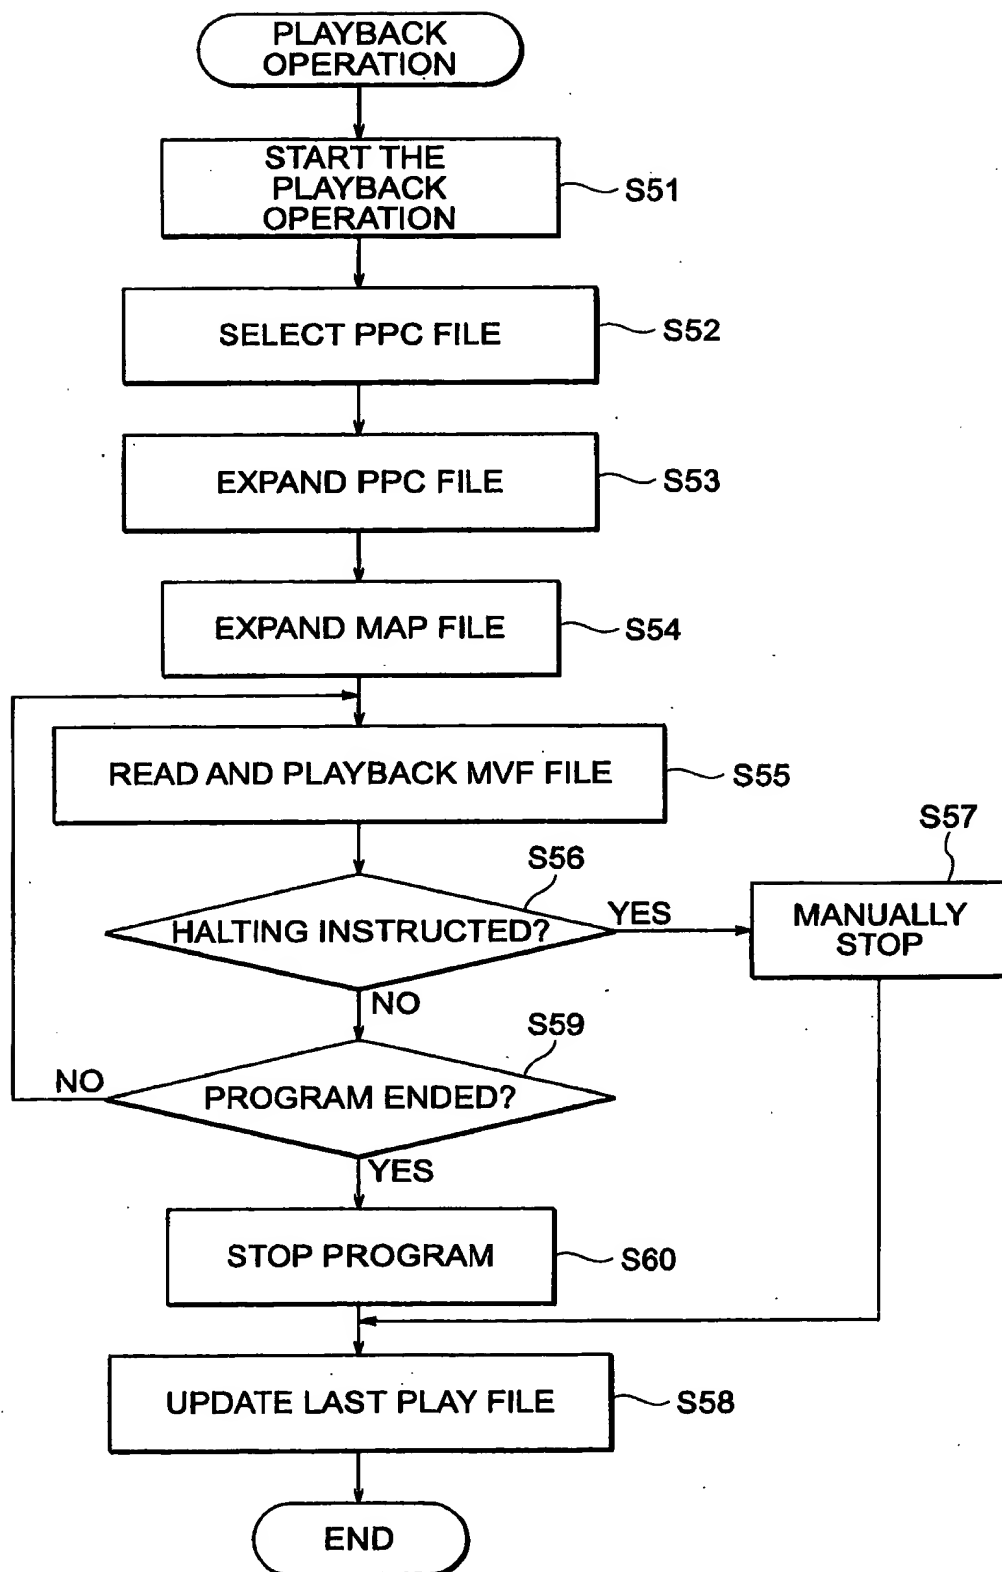 PLAYBACK
OPERATION
START THE
PLAYBACK
OPERATION
S51
SELECT PPC FILE
S52
EXPAND PPC FILE
S53
EXPAND MAP FILE
S54
READ AND PLAYBACK MVF FILE
S55
S56
HALTING INSTRUCTED?
YES
S57
MANUALLY
STOP
NO
S59
NO
PROGRAM ENDED?
YES
STOP PROGRAM
S60
UPDATE LAST PLAY FILE
S58
END